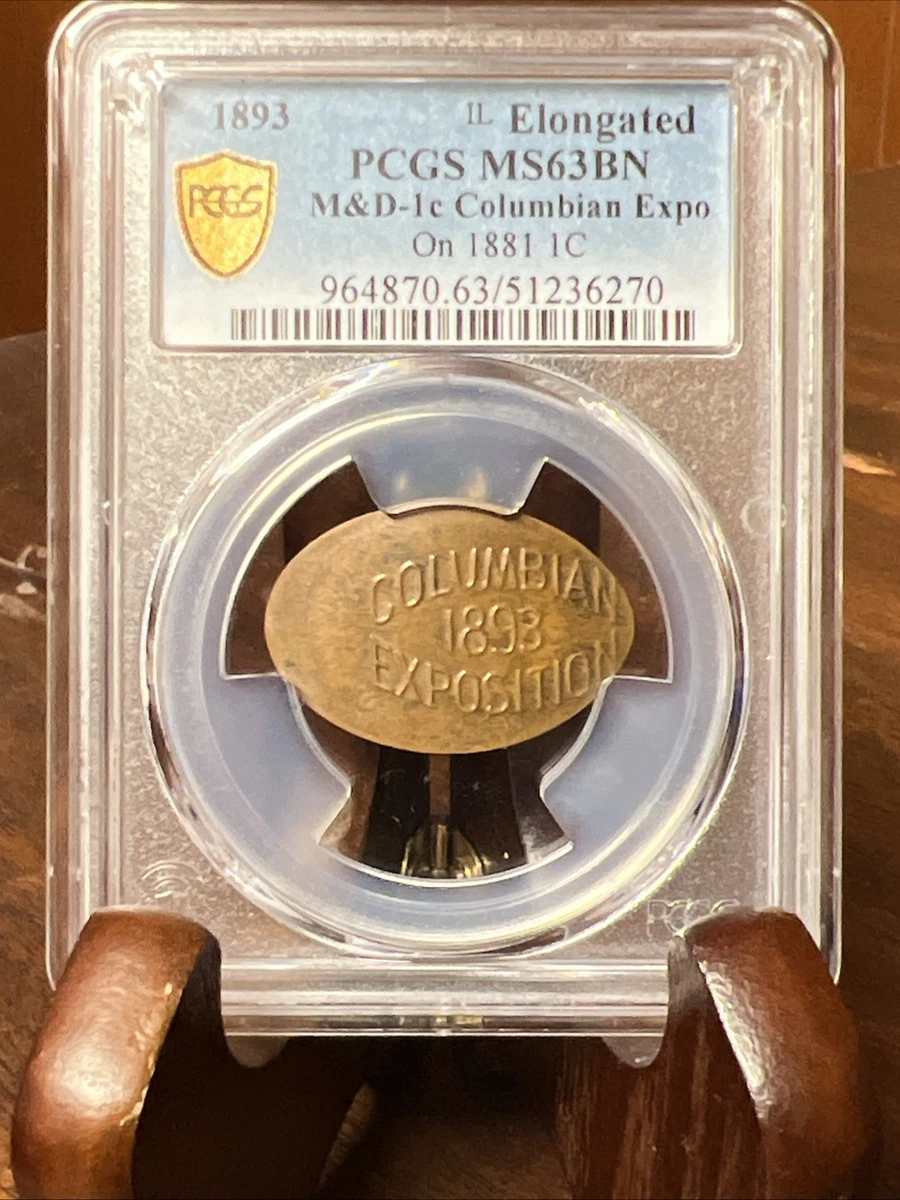 1893 IL Elongated
PCGS PCGS MS63BN
M&D-1c Columbian Expo
On 1881 1C
964870.63/51236270
COLUMBIAN
1893
EXPOSITION
PCGS